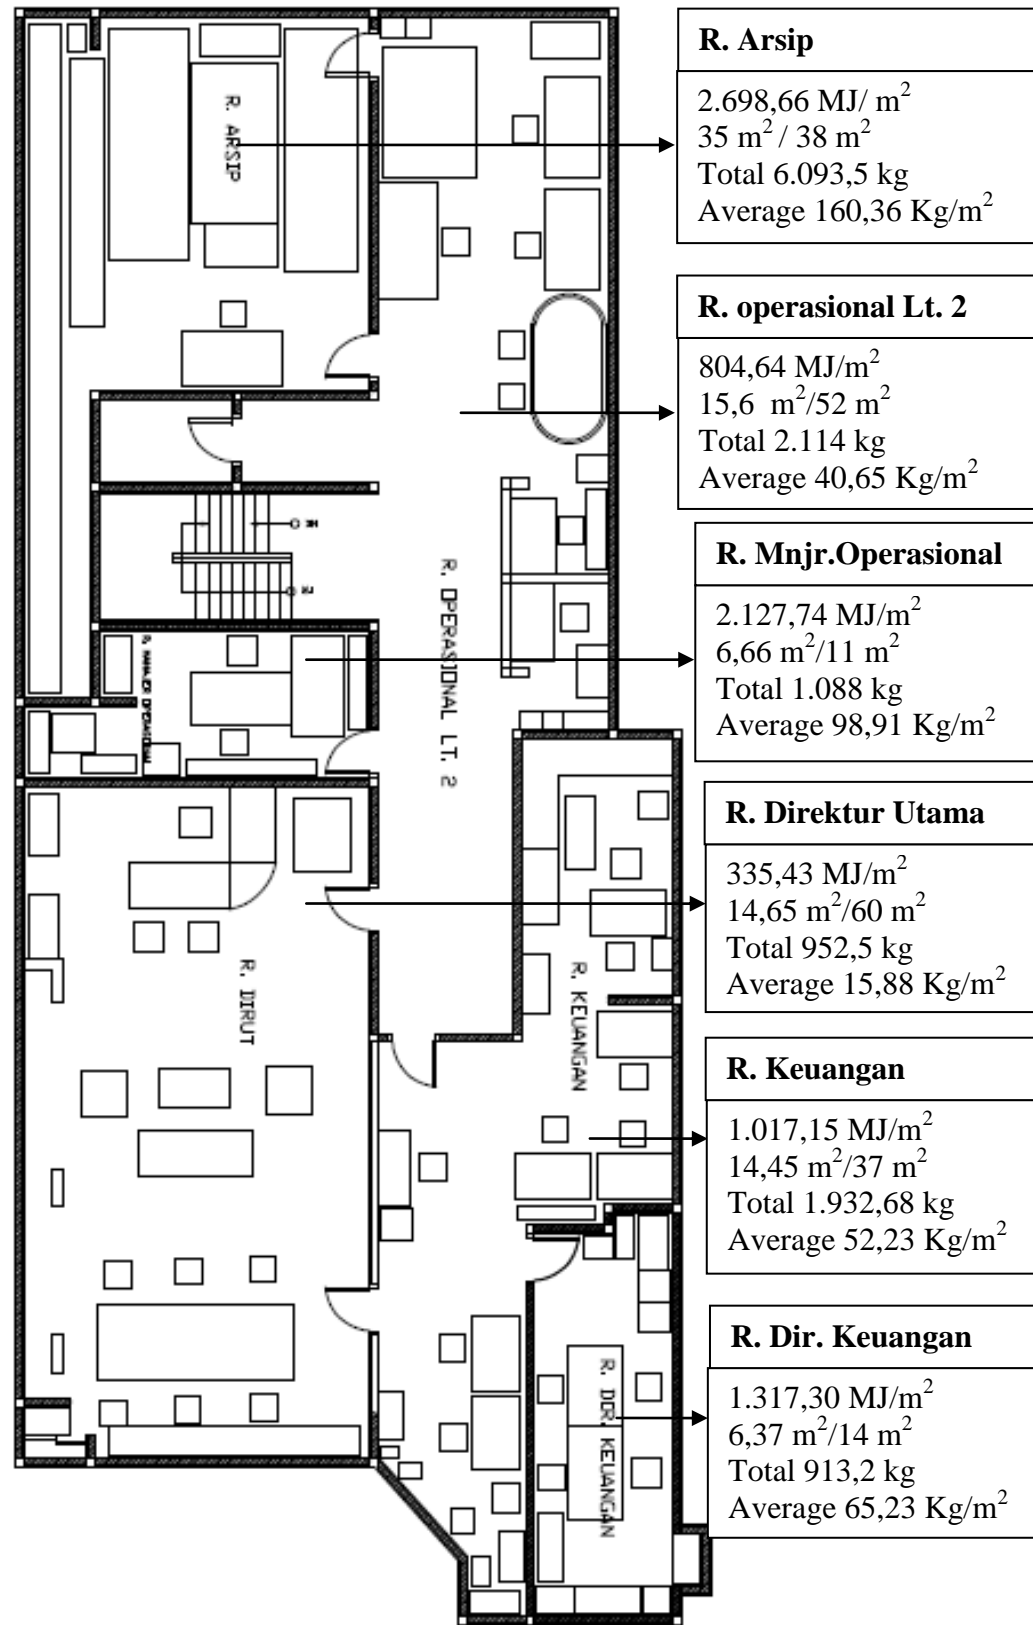 R. Arsip
2.698,66 MJ/ m²
35 m² / 38 m²
Total 6.093,5 kg
Average 160,36 Kg/m²
R. operasional Lt. 2
804,64 MJ/m²
15,6 m²/52 m²
Total 2.114 kg
Average 40,65 Kg/m²
R. Mnjr.Operasional
2.127,74 MJ/m²
6,66 m²/11 m²
Total 1.088 kg
Average 98,91 Kg/m²
R. Direktur Utama
335,43 MJ/m²
14,65 m²/60 m²
Total 952,5 kg
Average 15,88 Kg/m²
R. Keuangan
1.017,15 MJ/m²
14,45 m²/37 m²
Total 1.932,68 kg
Average 52,23 Kg/m²
R. Dir. Keuangan
1.317,30 MJ/m²
6,37 m²/14 m²
Total 913,2 kg
Average 65,23 Kg/m²
R. ARSIP
R. OPERASIONAL LT. 2
R. MANAJER OPERASIONAL
R. DIRUT
R. KEUANGAN
R. DIR. KEUANGAN